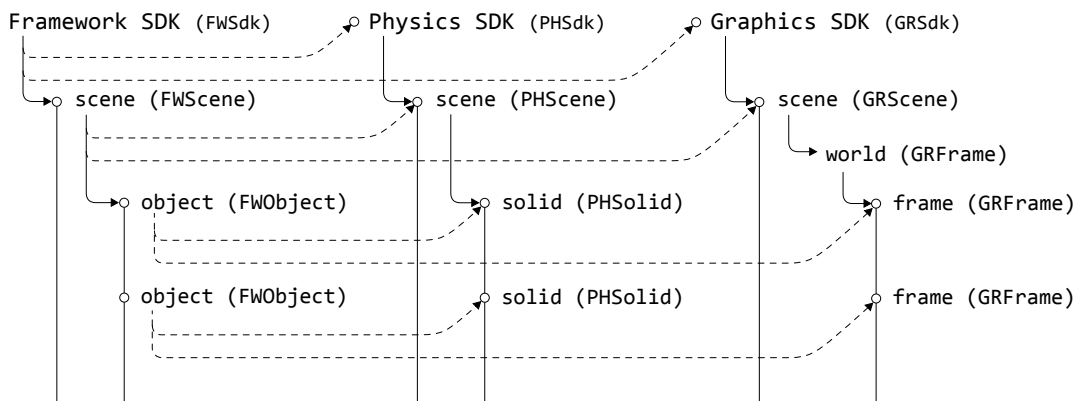 Framework SDK (FWSdk) Physics SDK (PHSdk) Graphics SDK (GRSdk)
scene (FWScene) scene (PHScene) scene (GRScene)
world (GRFrame)
object (FWObject) solid (PHSolid) frame (GRFrame)
object (FWObject) solid (PHSolid) frame (GRFrame)